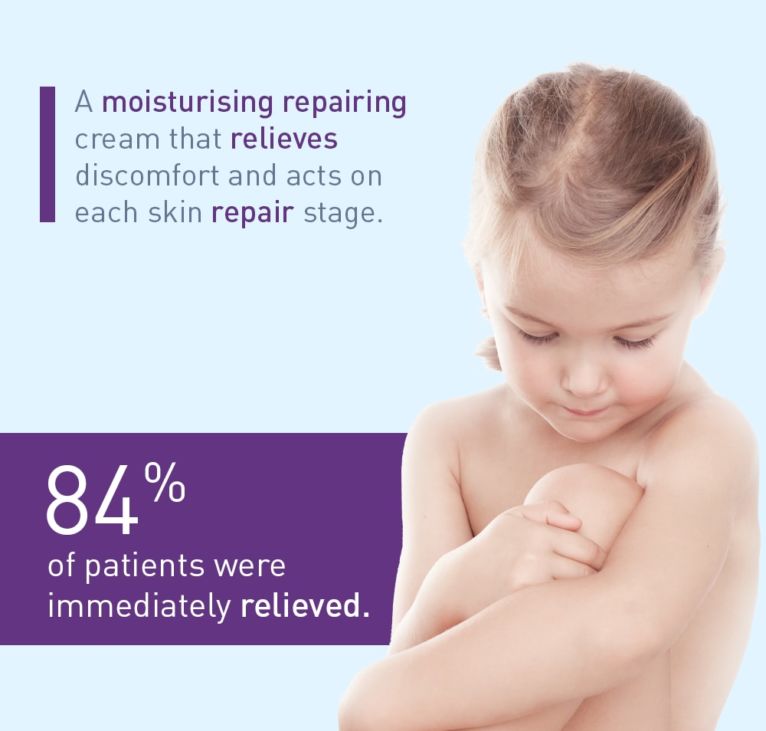 A moisturising repairing
cream that relieves
discomfort and acts on
each skin repair stage.
84%
of patients were
immediately relieved.